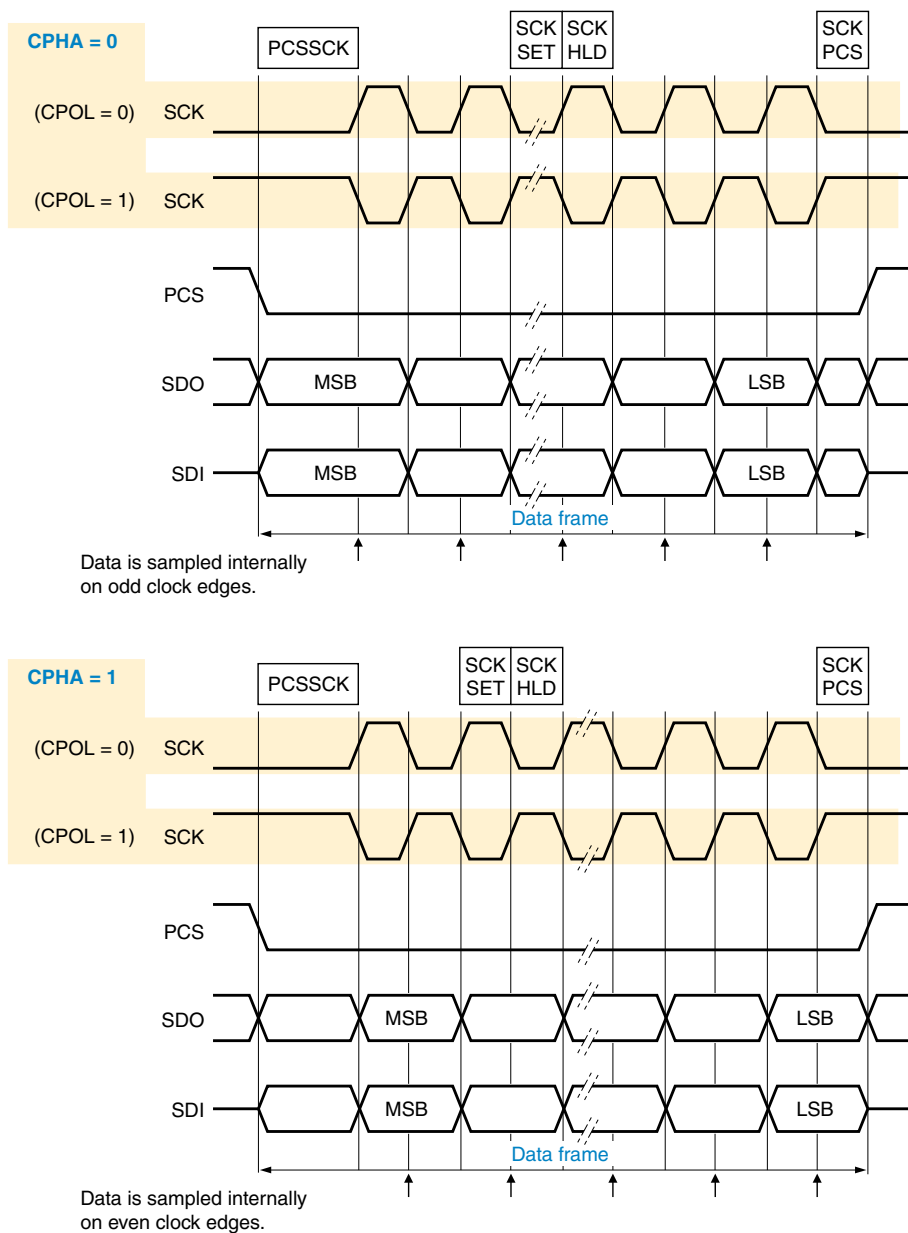 CPHA = 0
PCSSCK
SCK SET
SCK HLD
SCK PCS
(CPOL = 0) SCK
(CPOL = 1) SCK
PCS
SDO MSB LSB
SDI MSB LSB
Data frame
Data is sampled internally
on odd clock edges.
CPHA = 1
PCSSCK
SCK SET
SCK HLD
SCK PCS
(CPOL = 0) SCK
(CPOL = 1) SCK
PCS
SDO MSB LSB
SDI MSB LSB
Data frame
Data is sampled internally
on even clock edges.